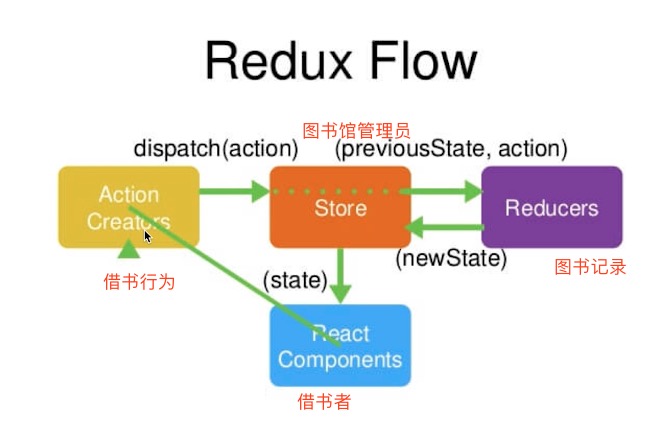 Redux Flow
图书馆管理员
dispatch(action)
(previousState, action)
Action
Creators
Store
Reducers
(newState)
图书记录
借书行为
(state)
React
Components
借书者